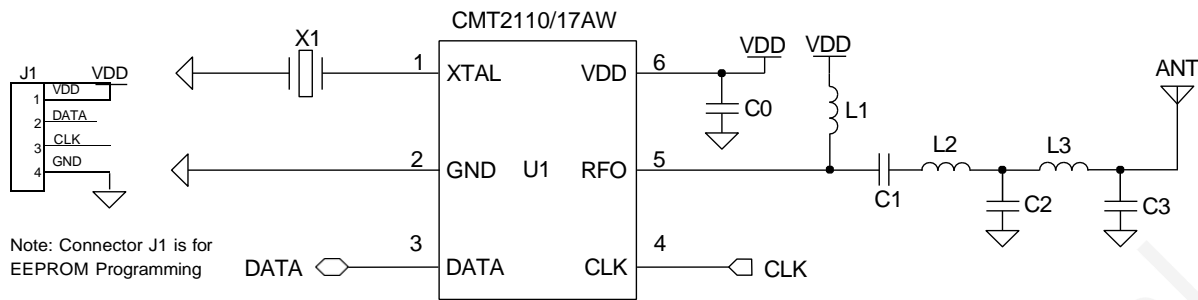 CMT2110/17AW
X1
J1
VDD
1
VDD
2
DATA
3
CLK
4
GND
Note: Connector J1 is for
EEPROM Programming
1
XTAL
VDD
6
VDD
C0
VDD
L1
ANT
2
GND
U1
RFO
5
C1
L2
C2
L3
C3
DATA
3
DATA
CLK
4
CLK